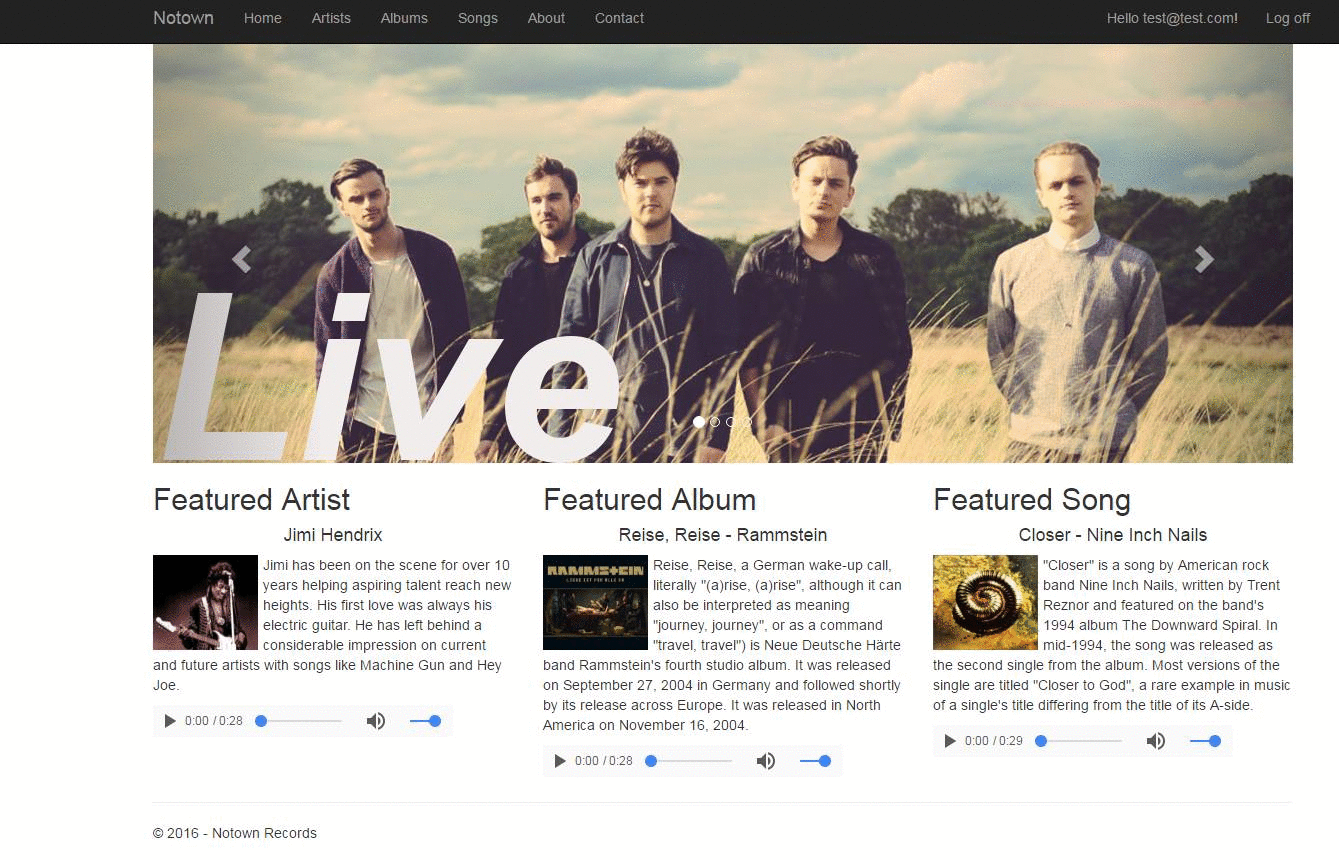 Notown Home Artists Albums Songs About Contact Hello test@test.com! Log off
Live
Featured Artist
Jimi Hendrix
Jimi has been on the scene for over 10
years helping aspiring talent reach new
heights. His first love was always his
electric guitar. He has left behind a
considerable impression on current
and future artists with songs like Machine Gun and Hey
Joe.
0:00 / 0:28
Featured Album
Reise, Reise - Rammstein
RAMMSTEIN
LIEBE IST FÜR ALLE DA
Reise, Reise, a German wake-up call,
literally "(a)rise, (a)rise", although it can
also be interpreted as meaning
"journey, journey", or as a command
"travel, travel") is Neue Deutsche Härte
band Rammstein's fourth studio album. It was released
on September 27, 2004 in Germany and followed shortly
by its release across Europe. It was released in North
America on November 16, 2004.
0:00 / 0:28
Featured Song
Closer - Nine Inch Nails
"Closer" is a song by American rock
band Nine Inch Nails, written by Trent
Reznor and featured on the band's
1994 album The Downward Spiral. In
mid-1994, the song was released as
the second single from the album. Most versions of the
single are titled "Closer to God", a rare example in music
of a single's title differing from the title of its A-side.
0:00 / 0:29
© 2016 - Notown Records